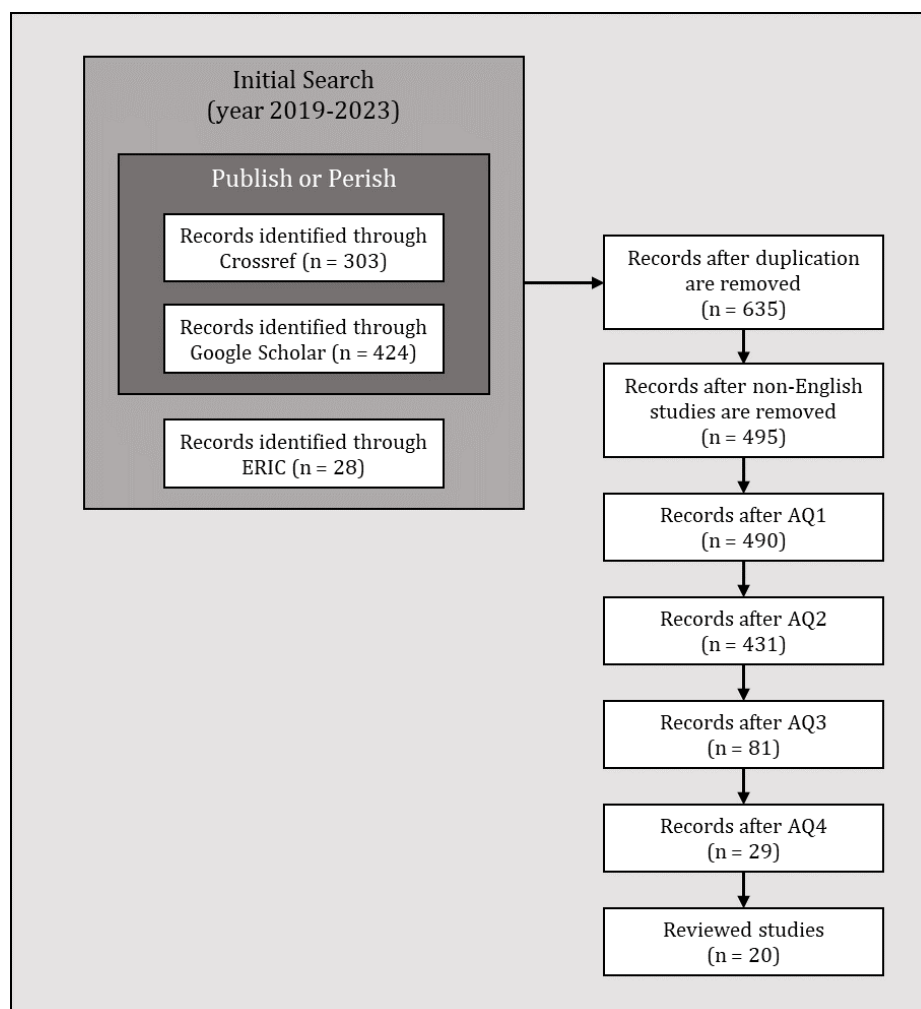 Initial Search
(year 2019-2023)
Publish or Perish
Records identified through
Crossref (n = 303)
Records identified through
Google Scholar (n = 424)
Records identified through
ERIC (n = 28)
Records after duplication
are removed
(n = 635)
Records after non-English
studies are removed
(n = 495)
Records after AQ1
(n = 490)
Records after AQ2
(n = 431)
Records after AQ3
(n = 81)
Records after AQ4
(n = 29)
Reviewed studies
(n = 20)